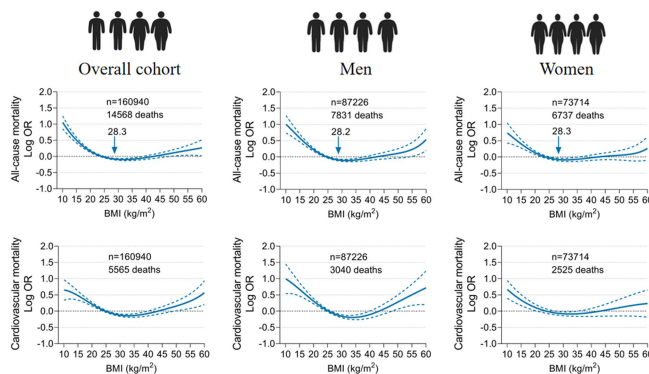 Overall cohort
Men
Women
All-cause mortality
Log OR
2.0
1.5
1.0
0.5
0.0
-0.5
-1.0
n=160940
14568 deaths
28.3
10 15 20 25 30 35 40 45 50 55 60
BMI (kg/m²)
All-cause mortality
Log OR
2.0
1.5
1.0
0.5
0.0
-0.5
-1.0
n=87226
7831 deaths
28.2
10 15 20 25 30 35 40 45 50 55 60
BMI (kg/m²)
All-cause mortality
Log OR
2.0
1.5
1.0
0.5
0.0
-0.5
-1.0
n=73714
6737 deaths
28.3
10 15 20 25 30 35 40 45 50 55 60
BMI (kg/m²)
Cardiovascular mortality
Log OR
2.0
1.5
1.0
0.5
0.0
-0.5
-1.0
n=160940
5565 deaths
10 15 20 25 30 35 40 45 50 55 60
BMI (kg/m²)
Cardiovascular mortality
Log OR
2.0
1.5
1.0
0.5
0.0
-0.5
-1.0
n=87226
3040 deaths
10 15 20 25 30 35 40 45 50 55 60
BMI (kg/m²)
Cardiovascular mortality
Log OR
2.0
1.5
1.0
0.5
0.0
-0.5
-1.0
n=73714
2525 deaths
10 15 20 25 30 35 40 45 50 55 60
BMI (kg/m²)